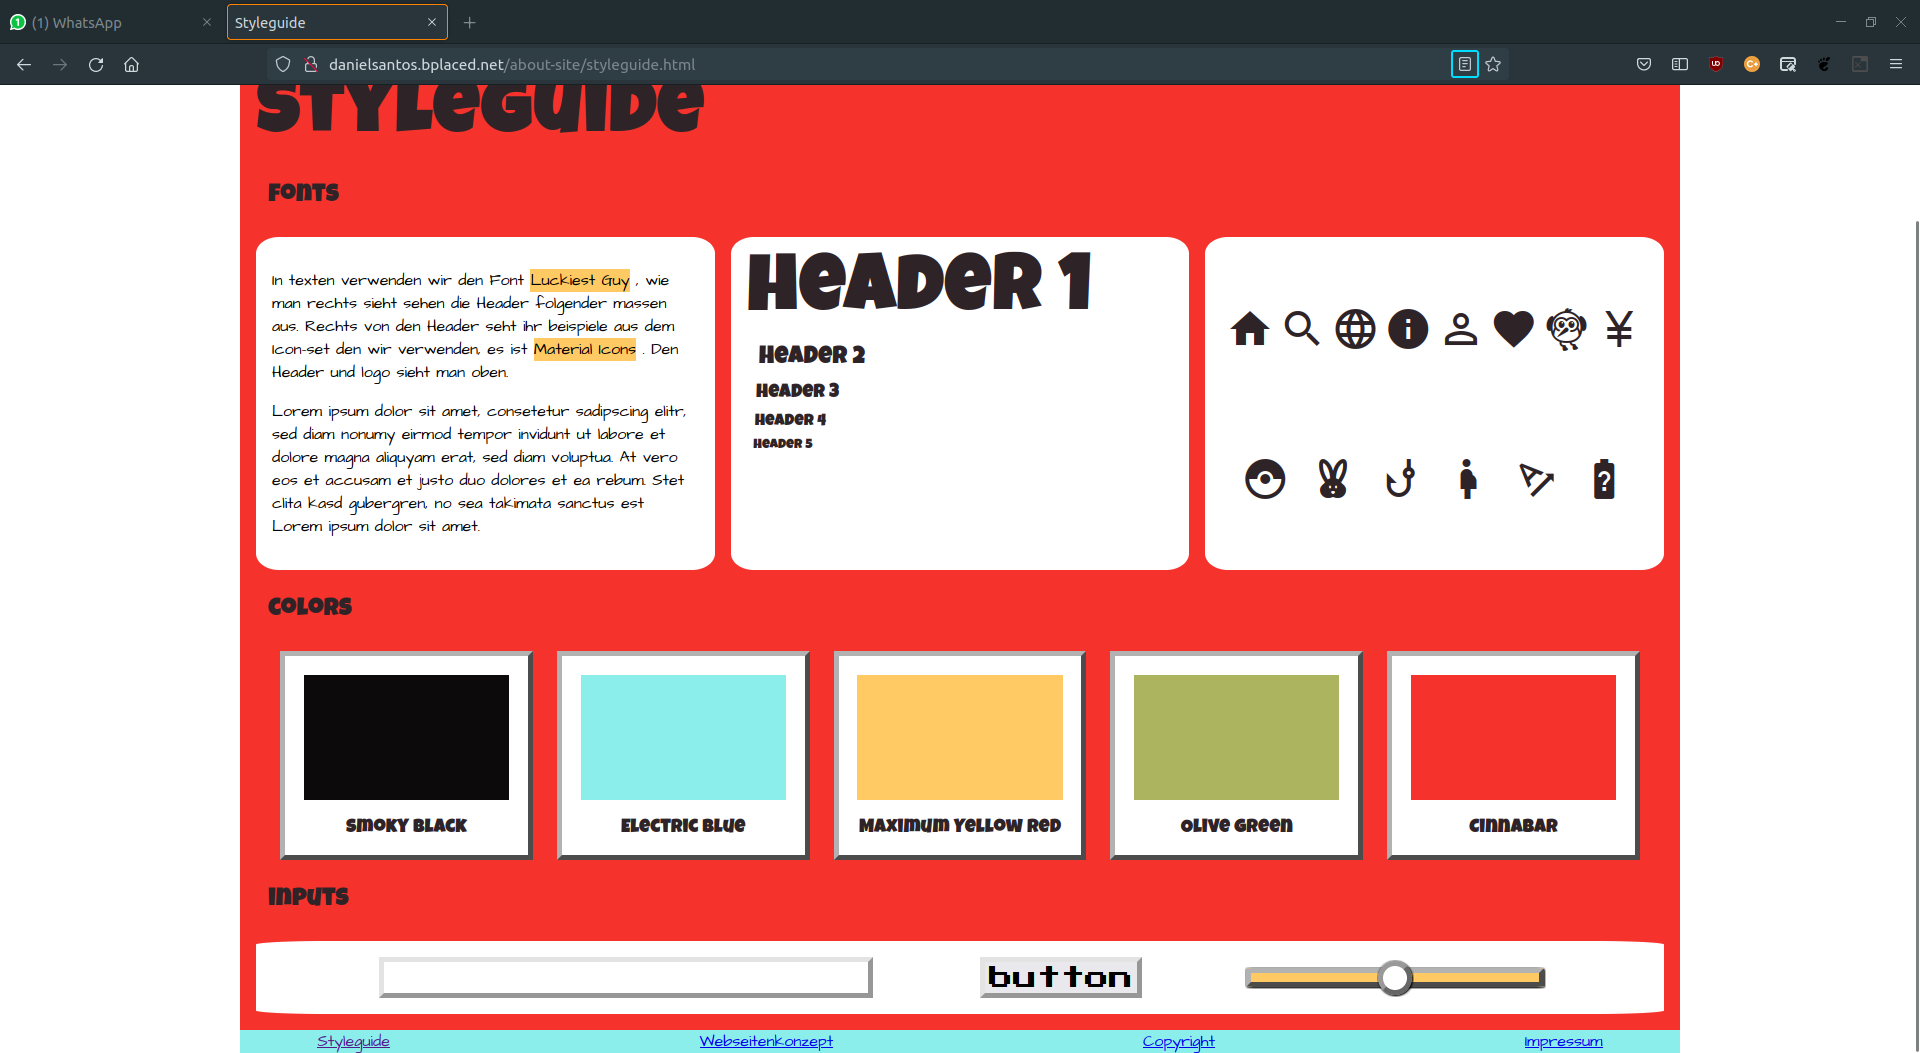 (1) WhatsApp
Styleguide
danielsantos.bplaced.net/about-site/styleguide.html
Styleguide
Fonts
In texten verwenden wir den Font Luckiest Guy , wie
man rechts sieht sehen die Header folgender massen
aus. Rechts von den Header seht ihr beispiele aus dem
Icon-set den wir verwenden, es ist Material Icons . Den
Header und logo sieht man oben.
Lorem ipsum dolor sit amet, consetetur sadipscing elitr,
sed diam nonumy eirmod tempor invidunt ut labore et
dolore magna aliquyam erat, sed diam voluptua. At vero
eos et accusam et justo duo dolores et ea rebum. Stet
clita kasd gubergren, no sea takimata sanctus est
Lorem ipsum dolor sit amet.
Header 1
Header 2
Header 3
Header 4
Header 5
Colors
Smoky Black
Electric Blue
Maximum Yellow Red
Olive Green
Cinnabar
Inputs
button
Styleguide
Webseitenkonzept
Copyright
Impressum